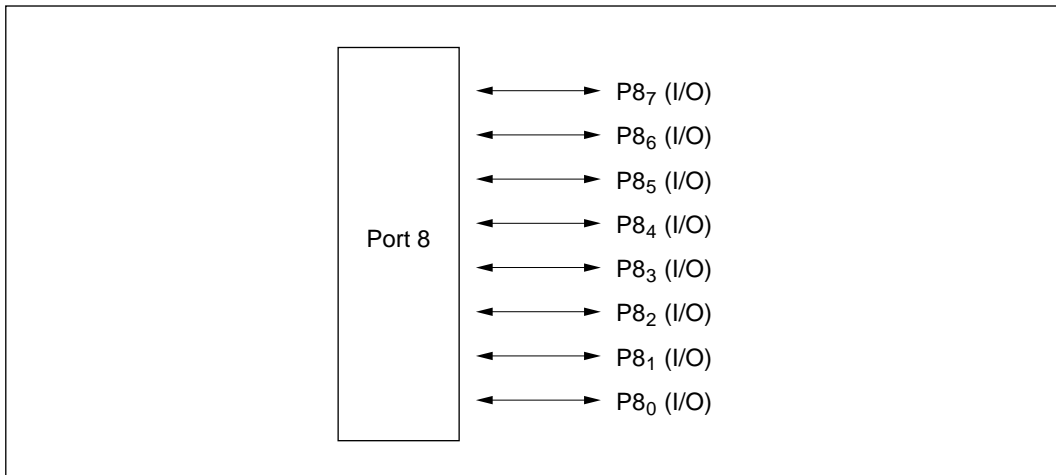 P8₇ (I/O)
P8₆ (I/O)
P8₅ (I/O)
P8₄ (I/O)
Port 8
P8₃ (I/O)
P8₂ (I/O)
P8₁ (I/O)
P8₀ (I/O)